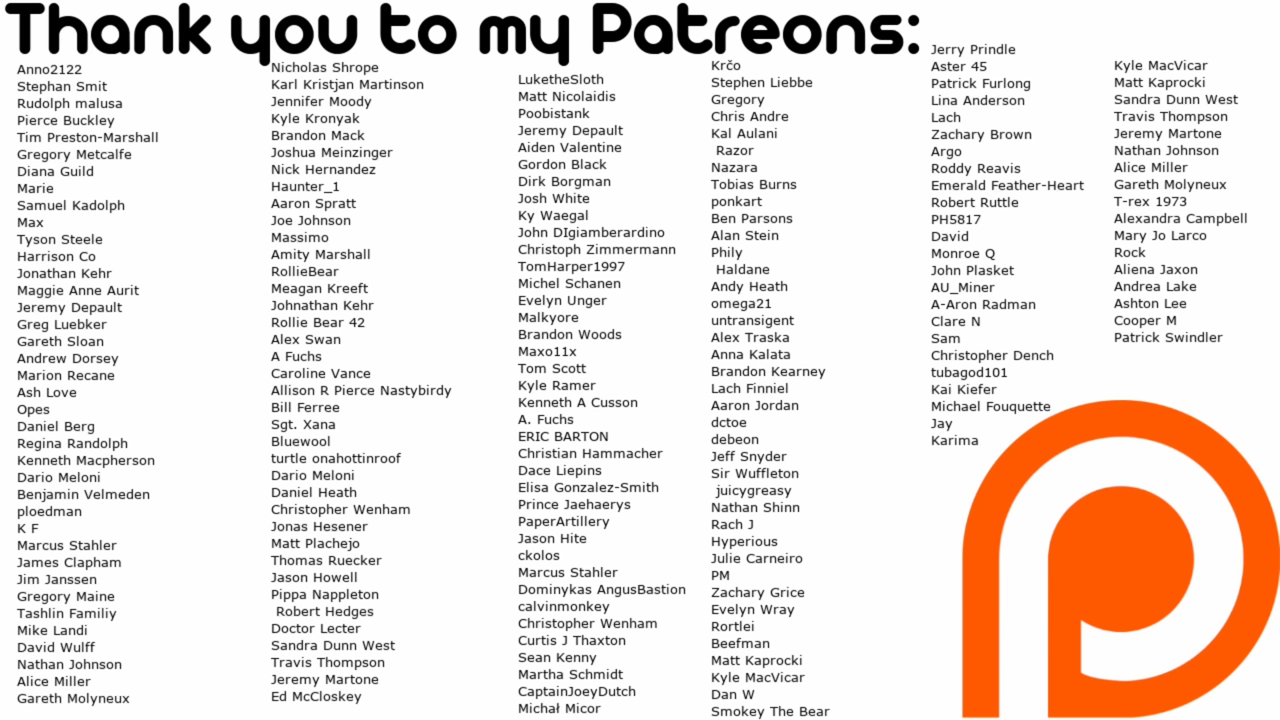 Thank you to my Patreons:
Anno2122
Stephan Smit
Rudolph malusa
Pierce Buckley
Tim Preston-Marshall
Gregory Metcalfe
Diana Guild
Marie
Samuel Kadolph
Max
Tyson Steele
Harrison Co
Jonathan Kehr
Maggie Anne Aurit
Jeremy Depault
Greg Luebker
Gareth Sloan
Andrew Dorsey
Marion Recane
Ash Love
Opes
Daniel Berg
Regina Randolph
Kenneth Macpherson
Dario Meloni
Benjamin Velmeden
ploedman
K F
Marcus Stahler
James Clapham
Jim Janssen
Gregory Maine
Tashlin Familiy
Mike Landi
David Wulff
Nathan Johnson
Alice Miller
Gareth Molyneux
Nicholas Shrope
Karl Kristjan Martinson
Jennifer Moody
Kyle Kronyak
Brandon Mack
Joshua Meinzinger
Nick Hernandez
Haunter_1
Aaron Spratt
Joe Johnson
Massimo
Amity Marshall
RollieBear
Meagan Kreeft
Johnathan Kehr
Rollie Bear 42
Alex Swan
A Fuchs
Caroline Vance
Allison R Pierce Nastybirdy
Bill Ferree
Sgt. Xana
Bluewool
turtle onahottinroof
Dario Meloni
Daniel Heath
Christopher Wenham
Jonas Hesener
Matt Plachejo
Thomas Ruecker
Jason Howell
Pippa Nappleton
Robert Hedges
Doctor Lecter
Sandra Dunn West
Travis Thompson
Jeremy Martone
Ed McCloskey
LuketheSloth
Matt Nicolaidis
Poobistank
Jeremy Depault
Aiden Valentine
Gordon Black
Dirk Borgman
Josh White
Ky Waegal
John DIgiamberardino
Christoph Zimmermann
TomHarper1997
Michel Schanen
Evelyn Unger
Malkyore
Brandon Woods
Maxo11x
Tom Scott
Kyle Ramer
Kenneth A Cusson
A. Fuchs
ERIC BARTON
Christian Hammacher
Dace Liepins
Elisa Gonzalez-Smith
Prince Jaehaerys
PaperArtillery
Jason Hite
ckolos
Marcus Stahler
Dominykas AngusBastion
calvinmonkey
Christopher Wenham
Curtis J Thaxton
Sean Kenny
Martha Schmidt
CaptainJoeyDutch
Michał Micor
Krčo
Stephen Liebbe
Gregory
Chris Andre
Kal Aulani
Razor
Nazara
Tobias Burns
ponkart
Ben Parsons
Alan Stein
Phily
Haldane
Andy Heath
omega21
untransigent
Alex Traska
Anna Kalata
Brandon Kearney
Lach Finniel
Aaron Jordan
dctoe
debeon
Jeff Snyder
Sir Wuffleton
juicygreasy
Nathan Shinn
Rach J
Hyperious
Julie Carneiro
PM
Zachary Grice
Evelyn Wray
Rortlei
Beefman
Matt Kaprocki
Kyle MacVicar
Dan W
Smokey The Bear
Jerry Prindle
Aster 45
Patrick Furlong
Lina Anderson
Lach
Zachary Brown
Argo
Roddy Reavis
Emerald Feather-Heart
Robert Ruttle
PH5817
David
Monroe Q
John Plasket
AU_Miner
A-Aron Radman
Clare N
Sam
Christopher Dench
tubagod101
Kai Kiefer
Michael Fouquette
Jay
Karima
Kyle MacVicar
Matt Kaprocki
Sandra Dunn West
Travis Thompson
Jeremy Martone
Nathan Johnson
Alice Miller
Gareth Molyneux
T-rex 1973
Alexandra Campbell
Mary Jo Larco
Rock
Aliena Jaxon
Andrea Lake
Ashton Lee
Cooper M
Patrick Swindler